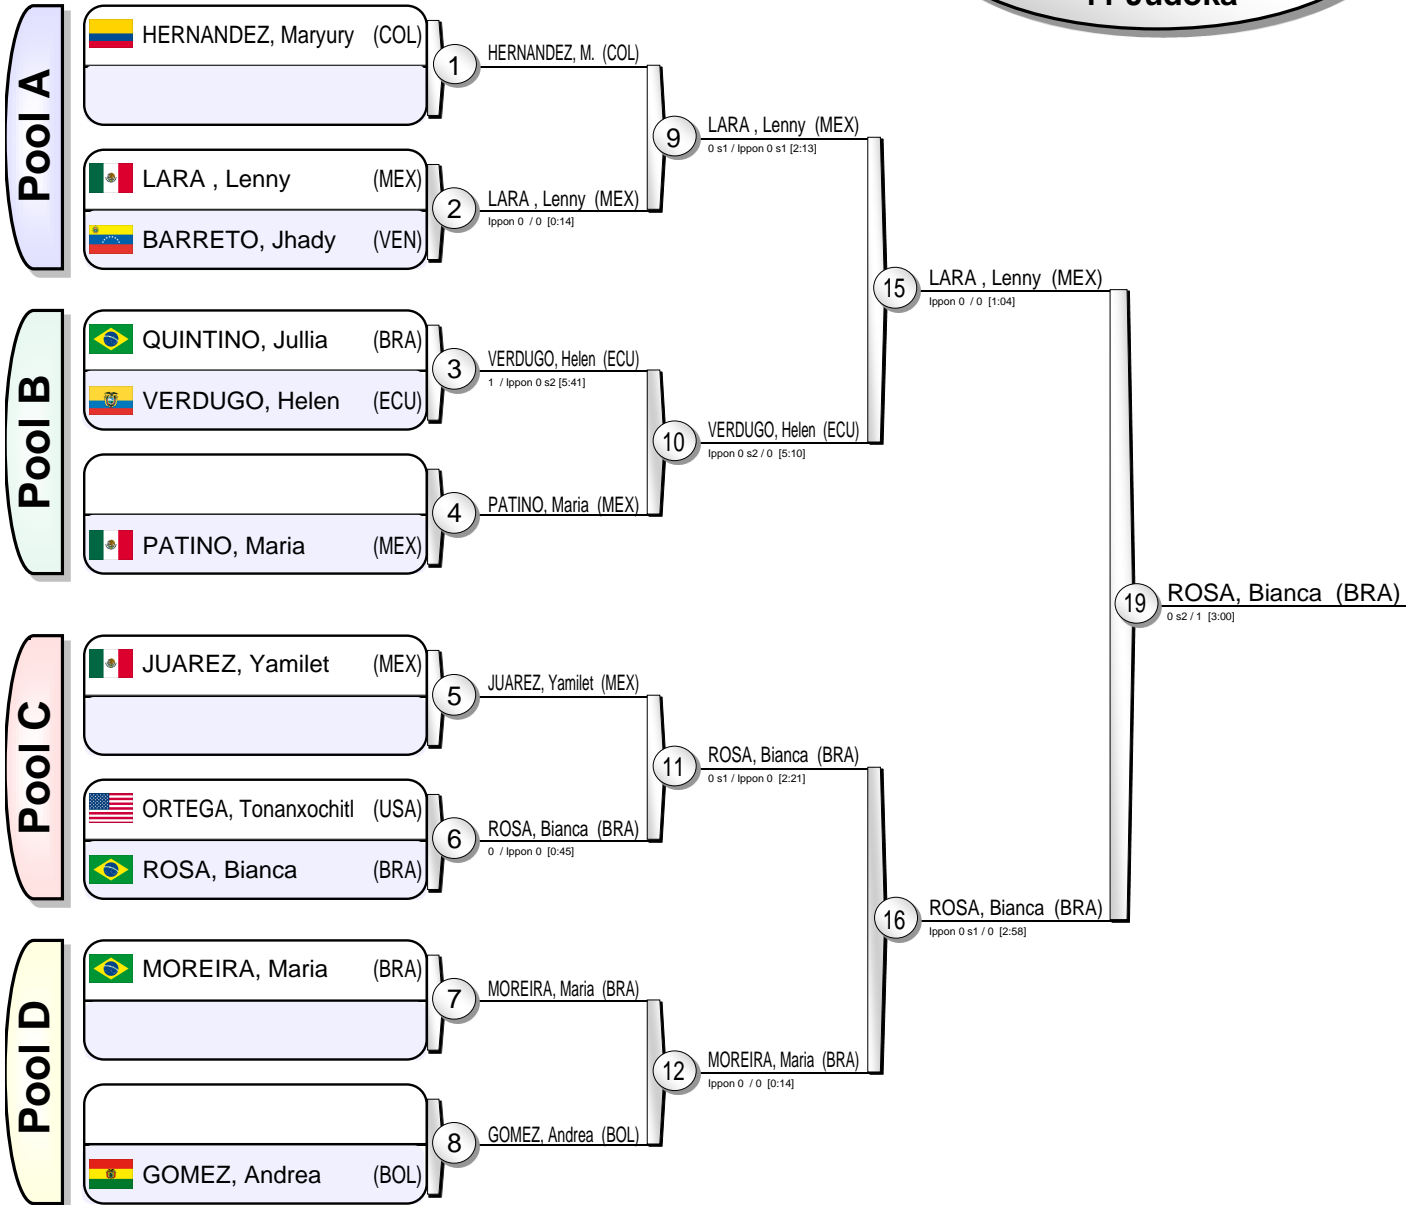 11 Judoka
Pool A
HERNANDEZ, Maryury (COL)
1
HERNANDEZ, M. (COL)
LARA , Lenny (MEX)
BARRETO, Jhady (VEN)
2
LARA , Lenny (MEX)
Ippon 0 / 0 [0:14]
9
LARA , Lenny (MEX)
0 s1 / Ippon 0 s1 [2:13]
Pool B
QUINTINO, Jullia (BRA)
VERDUGO, Helen (ECU)
3
VERDUGO, Helen (ECU)
1 / Ippon 0 s2 [5:41]
PATINO, Maria (MEX)
4
PATINO, Maria (MEX)
10
VERDUGO, Helen (ECU)
Ippon 0 s2 / 0 [5:10]
15
LARA , Lenny (MEX)
Ippon 0 / 0 [1:04]
Pool C
JUAREZ, Yamilet (MEX)
5
JUAREZ, Yamilet (MEX)
ORTEGA, Tonanxochitl (USA)
ROSA, Bianca (BRA)
6
ROSA, Bianca (BRA)
0 / Ippon 0 [0:45]
11
ROSA, Bianca (BRA)
0 s1 / Ippon 0 [2:21]
Pool D
MOREIRA, Maria (BRA)
7
MOREIRA, Maria (BRA)
GOMEZ, Andrea (BOL)
8
GOMEZ, Andrea (BOL)
12
MOREIRA, Maria (BRA)
Ippon 0 / 0 [0:14]
16
ROSA, Bianca (BRA)
Ippon 0 s1 / 0 [2:58]
19
ROSA, Bianca (BRA)
0 s2 / 1 [3:00]